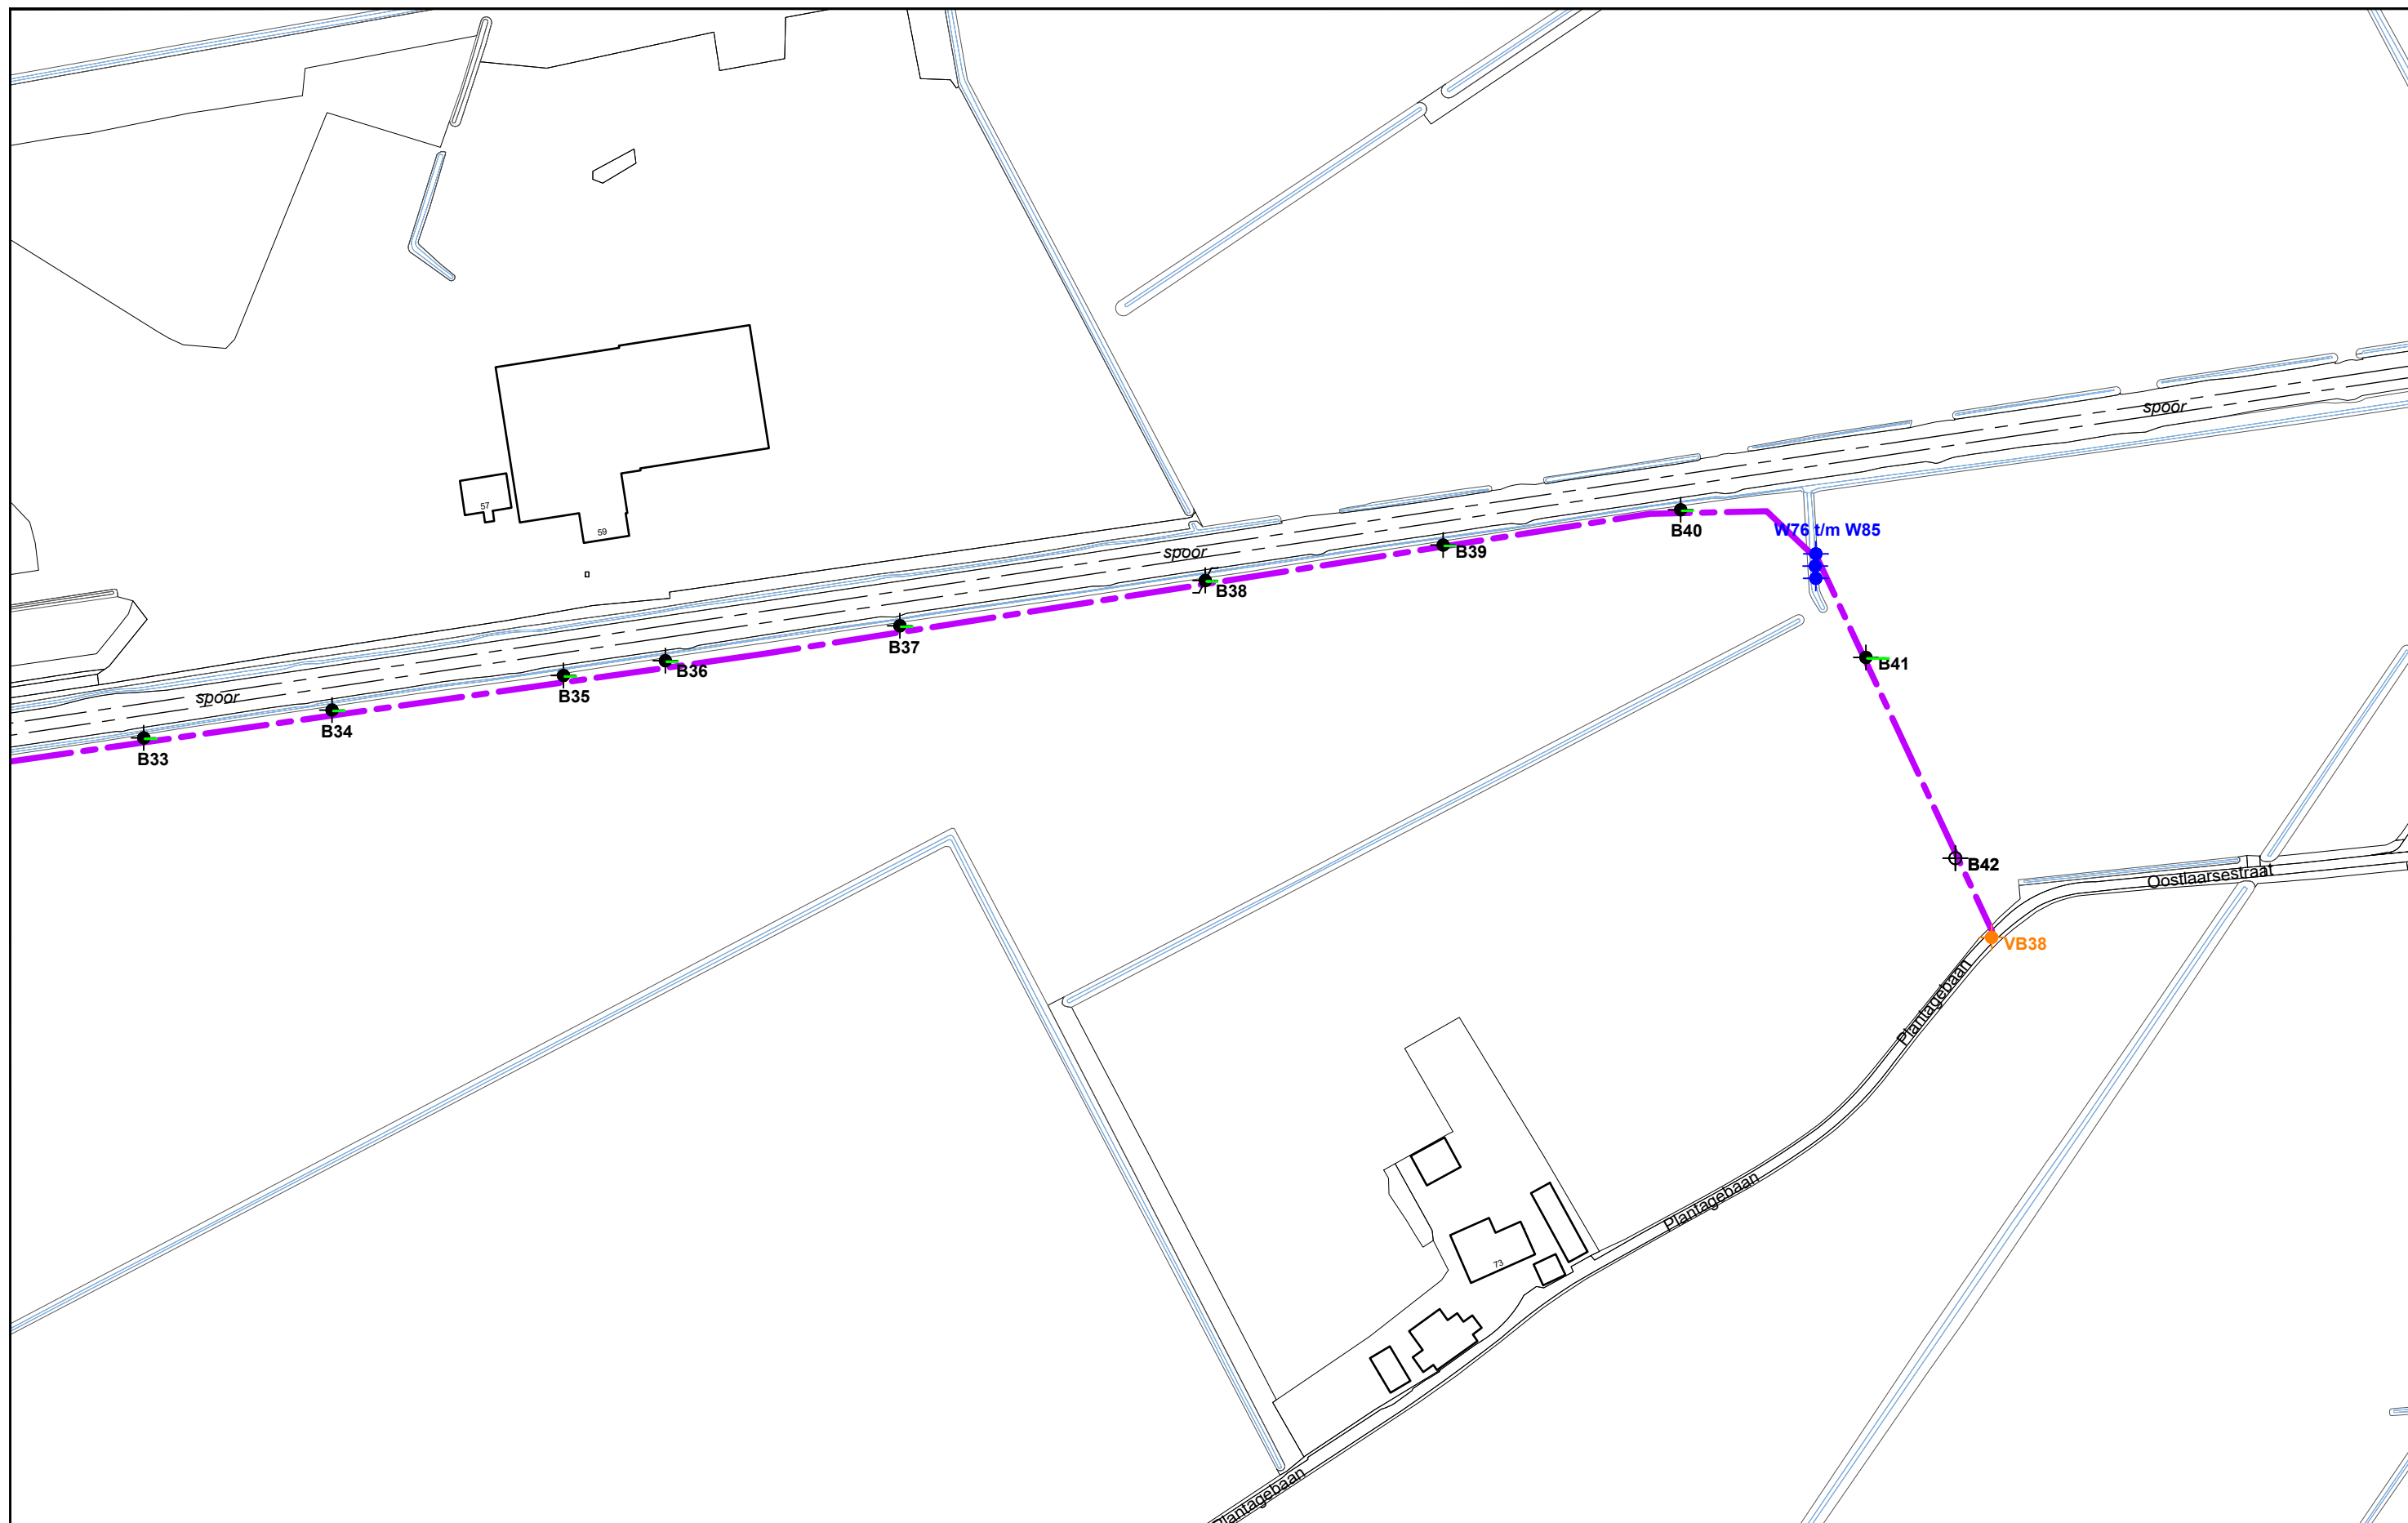 spoor
57
59
W76 t/m W85
B40
spoor
B39
B38
B37
B41
B36
B35
spoor
B34
B33
B42
Oostlaarsestraat
VB38
Plantagebaan
Plantagebaan
73
Plantagebaan